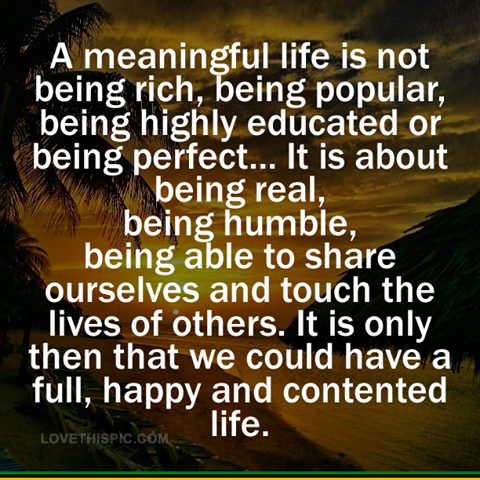 A meaningful life is not
being rich, being popular,
being highly educated or
being perfect... It is about
being real,
being humble,
being able to share
ourselves and touch the
lives of others. It is only
then that we could have a
full, happy and contented
life.
LOVETHISPIC.COM